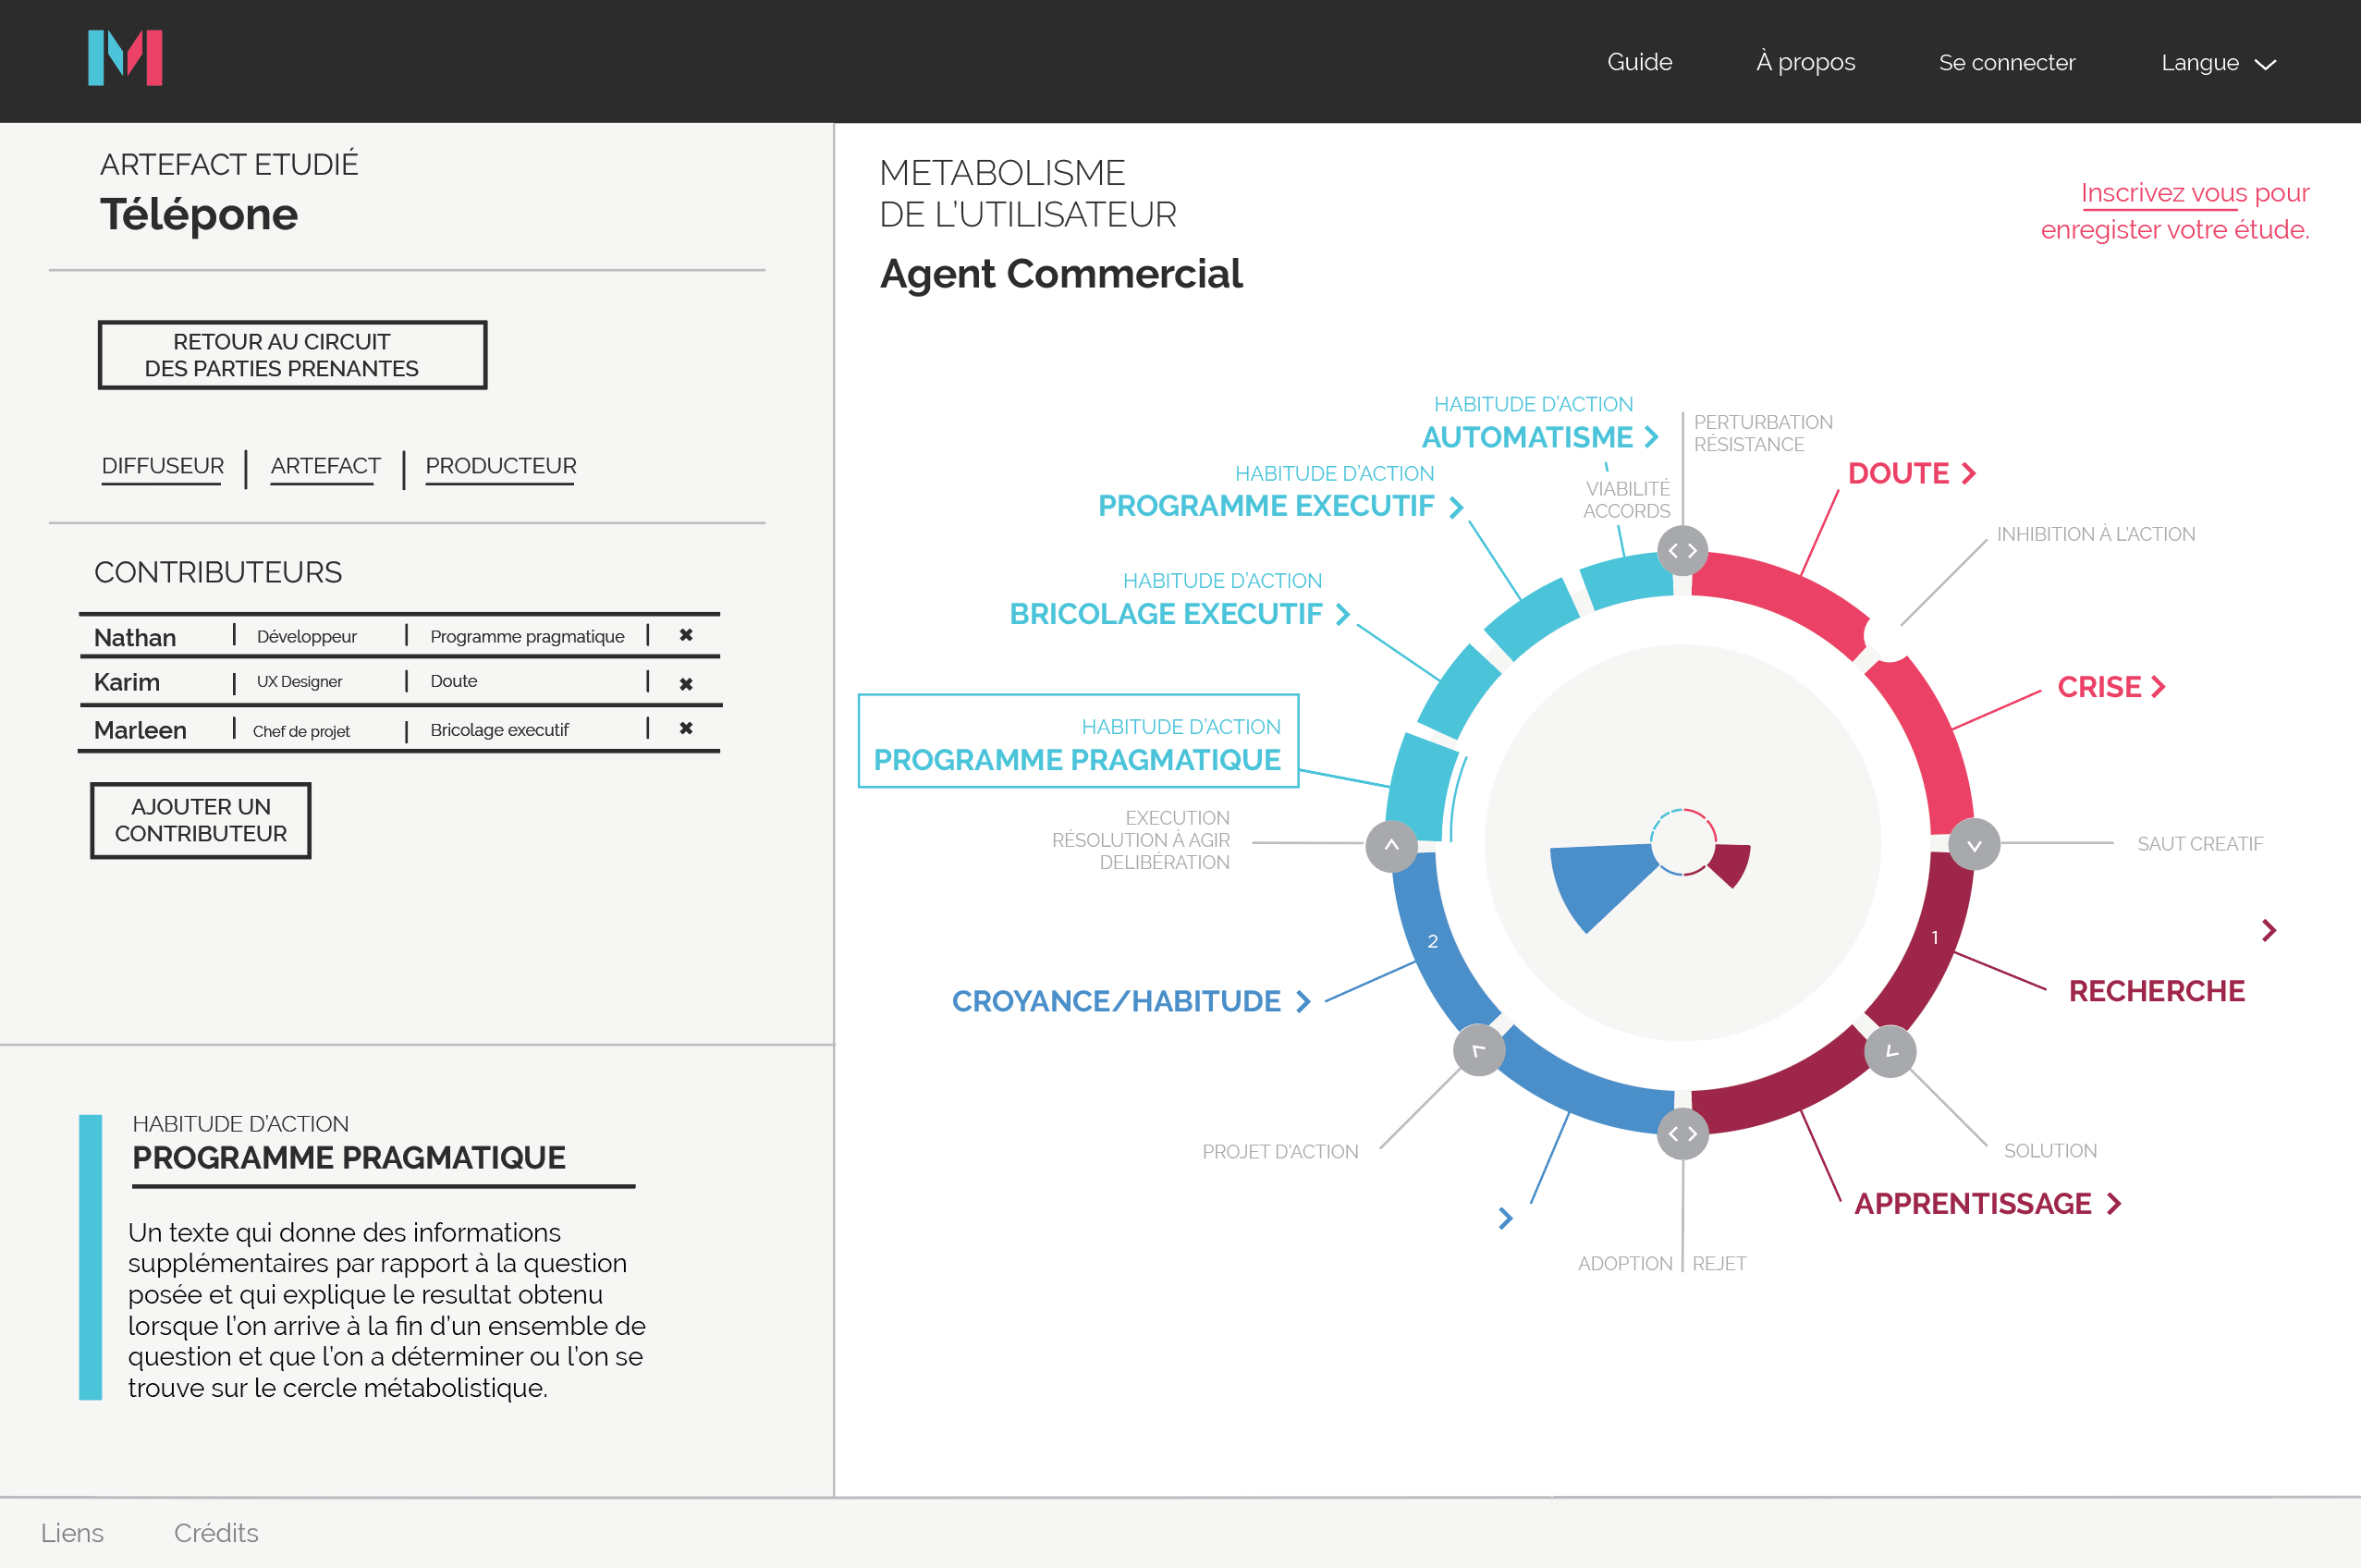 Guide
À propos
Se connecter
Langue
ARTEFACT ETUDIÉ
Télépone
RETOUR AU CIRCUIT
DES PARTIES PRENANTES
DIFFUSEUR
ARTEFACT
PRODUCTEUR
CONTRIBUTEURS
Nathan
Développeur
Programme pragmatique
Karim
UX Designer
Doute
Marleen
Chef de projet
Bricolage executif
AJOUTER UN
CONTRIBUTEUR
HABITUDE D'ACTION
PROGRAMME PRAGMATIQUE
Un texte qui donne des informations
supplémentaires par rapport à la question
posée et qui explique le resultat obtenu
lorsque l'on arrive à la fin d'un ensemble de
question et que l'on a déterminer ou l'on se
trouve sur le cercle métabolistique.
METABOLISME
DE L'UTILISATEUR
Agent Commercial
Inscrivez vous pour
enregister votre étude.
HABITUDE D'ACTION
AUTOMATISME
PERTURBATION
RÉSISTANCE
DOUTE
HABITUDE D'ACTION
PROGRAMME EXECUTIF
VIABILITÉ
ACCORDS
INHIBITION À L'ACTION
HABITUDE D'ACTION
BRICOLAGE EXECUTIF
CRISE
HABITUDE D'ACTION
PROGRAMME PRAGMATIQUE
EXECUTION
RÉSOLUTION À AGIR
DELIBÉRATION
SAUT CREATIF
2
1
CROYANCE/HABITUDE
RECHERCHE
PROJET D'ACTION
SOLUTION
APPRENTISSAGE
ADOPTION
REJET
Liens
Crédits